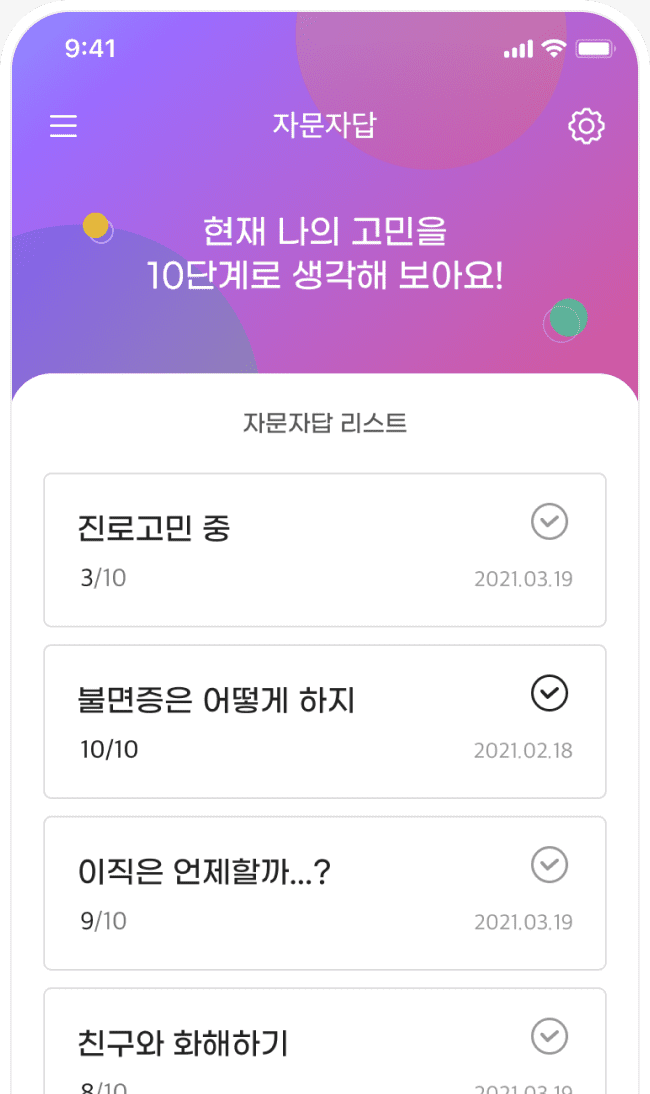 9:41
자문자답
현재 나의 고민을
10단계로 생각해 보아요!
자문자답 리스트
진로고민 중
3/10
2021.03.19
불면증은 어떻게 하지
10/10
2021.02.18
이직은 언제할까...?
9/10
2021.03.19
친구와 화해하기
8/10
2021.03.19